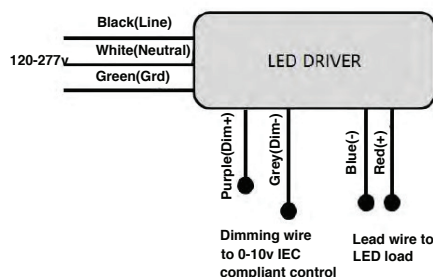 Black(Line)
White(Neutral)
120-277v
Green(Grd)
LED DRIVER
Purple(Dim+)
Grey(Dim-)
Blue(-)
Red(+)
Dimming wire
to 0-10v IEC
compliant control
Lead wire to
LED load